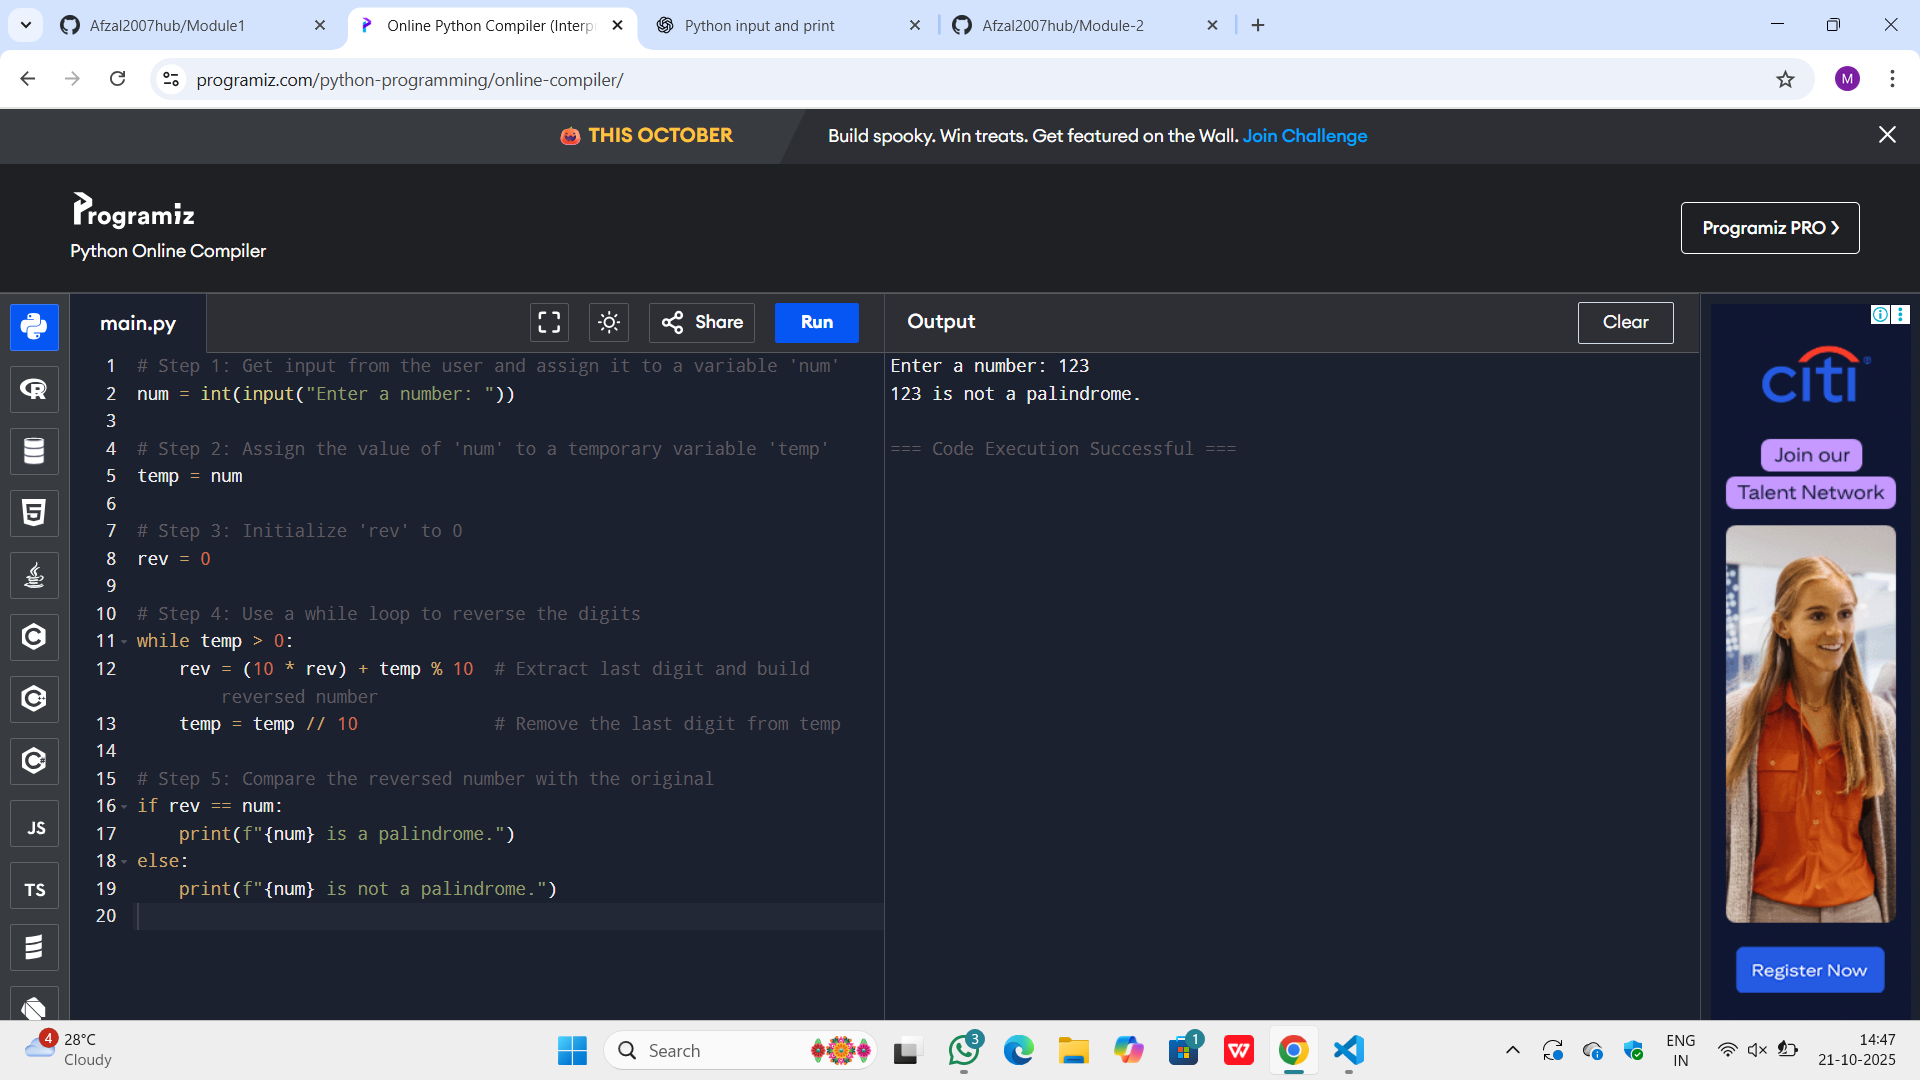 Afzal2007hub/Module1
Online Python Compiler (Interp
Python input and print
Afzal2007hub/Module-2
programiz.com/python-programming/online-compiler/
M
THIS OCTOBER
Build spooky. Win treats. Get featured on the Wall. Join Challenge
Programiz
Python Online Compiler
Programiz PRO
main.py
Share
Run
Output
Clear
1 # Step 1: Get input from the user and assign it to a variable 'num'
2 num = int(input("Enter a number: "))
3
4 # Step 2: Assign the value of 'num' to a temporary variable 'temp'
5 temp = num
6
7 # Step 3: Initialize 'rev' to 0
8 rev = 0
9
10 # Step 4: Use a while loop to reverse the digits
11 while temp > 0:
12 rev = (10 * rev) + temp % 10 # Extract last digit and build
reversed number
13 temp = temp // 10 # Remove the last digit from temp
14
15 # Step 5: Compare the reversed number with the original
16 if rev == num:
17 print(f"{num} is a palindrome.")
18 else:
19 print(f"{num} is not a palindrome.")
20
Enter a number: 123
123 is not a palindrome.
=== Code Execution Successful ===
JS
TS
citi
Join our
Talent Network
Register Now
4
28°C
Cloudy
Search
3
1
W
ENG
IN
14:47
21-10-2025